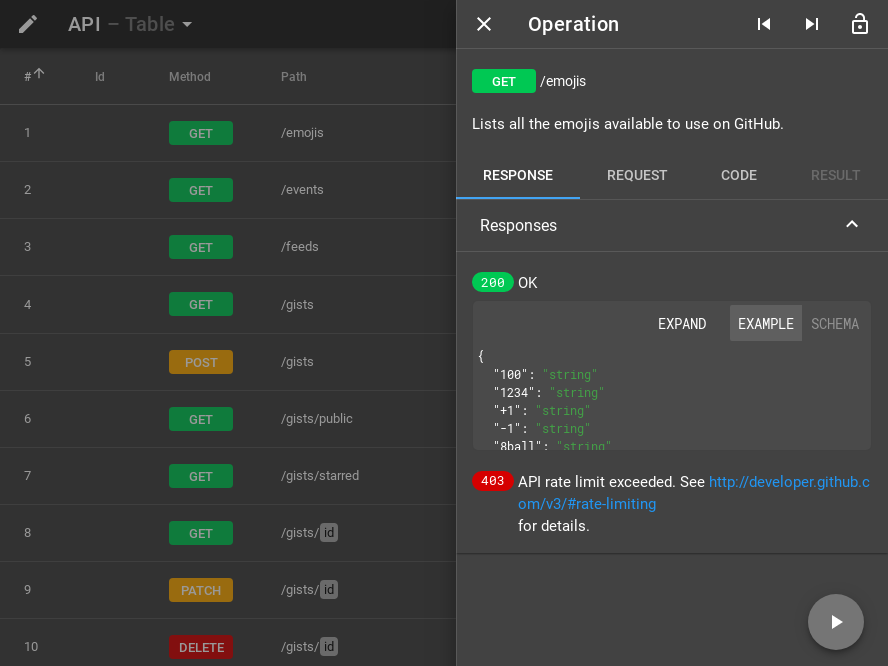 API – Table
# Id Method Path
1 GET /emojis
2 GET /events
3 GET /feeds
4 GET /gists
5 POST /gists
6 GET /gists/public
7 GET /gists/starred
8 GET /gists/ id
9 PATCH /gists/ id
10 DELETE /gists/ id
Operation
GET /emojis
Lists all the emojis available to use on GitHub.
RESPONSE REQUEST CODE RESULT
Responses
200 OK
EXPAND EXAMPLE SCHEMA
{
"100": "string"
"1234": "string"
"+1": "string"
"-1": "string"
"8ball": "string"
403 API rate limit exceeded. See http://developer.github.c
om/v3/#rate-limiting
for details.